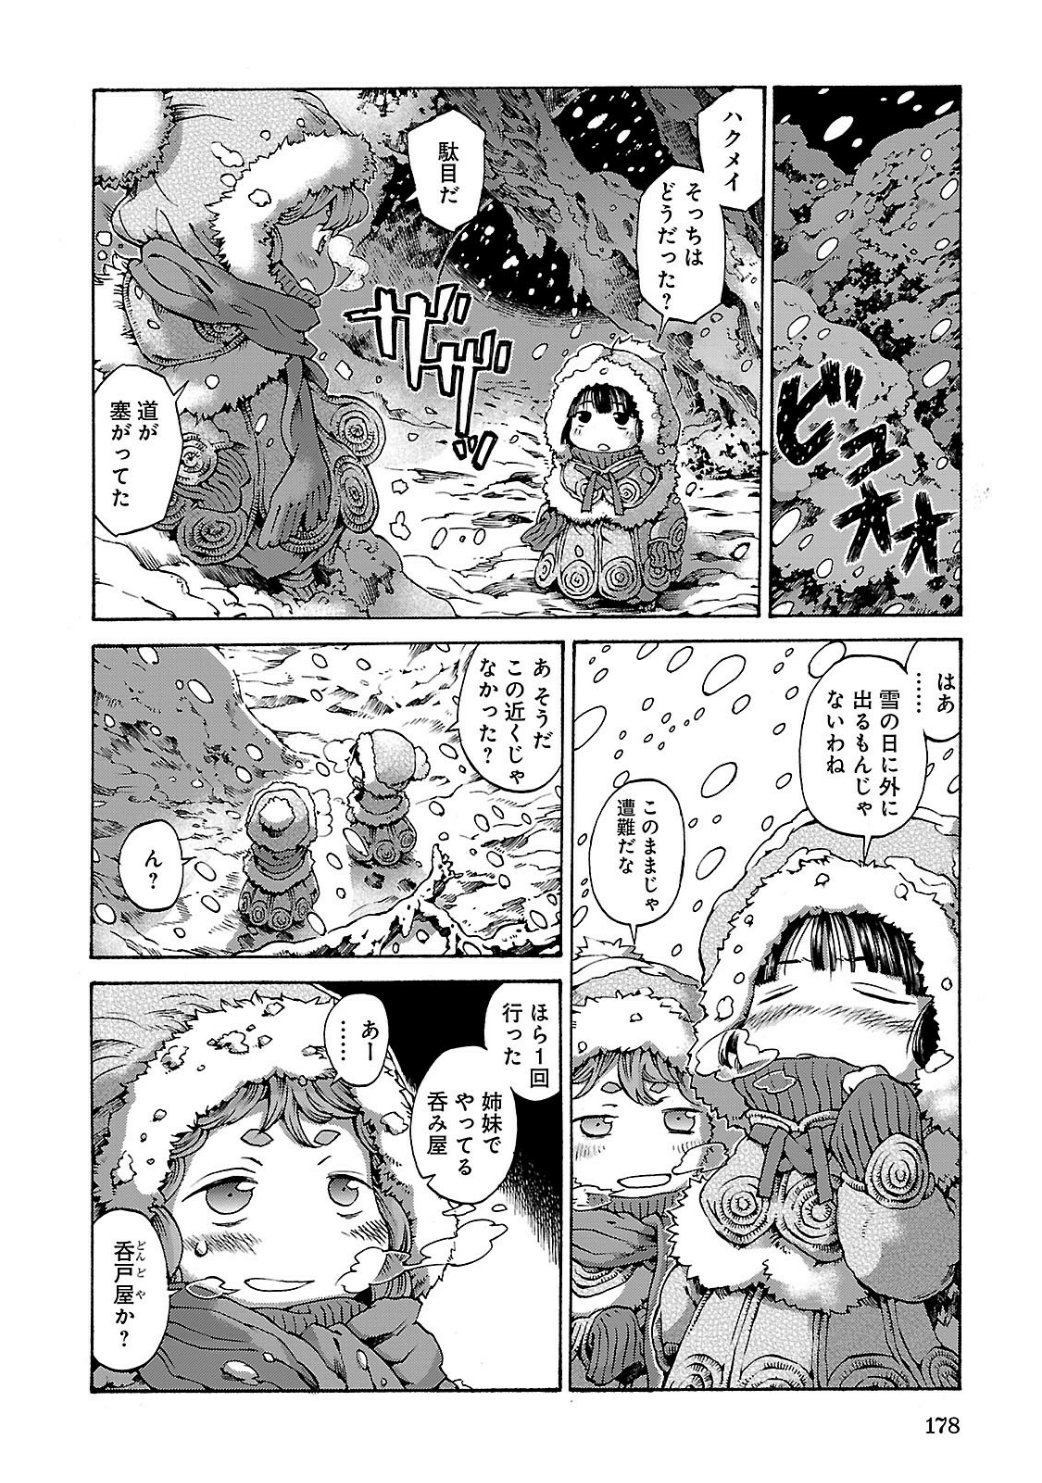 ビュオオオ
ハクメイ
そっちは
どうだった?
駄目だ
ザザザ!!
道が
塞がってた
はあ
……
雪の日に外に
出るもんじゃ
ないわね
このままじゃ
遭難だな
あ そうだ
この近くじゃ
なかった?
ん?
ほら1回
行った
姉妹で
やってる
呑み屋
あー
……
呑戸屋か?
どんどや
178